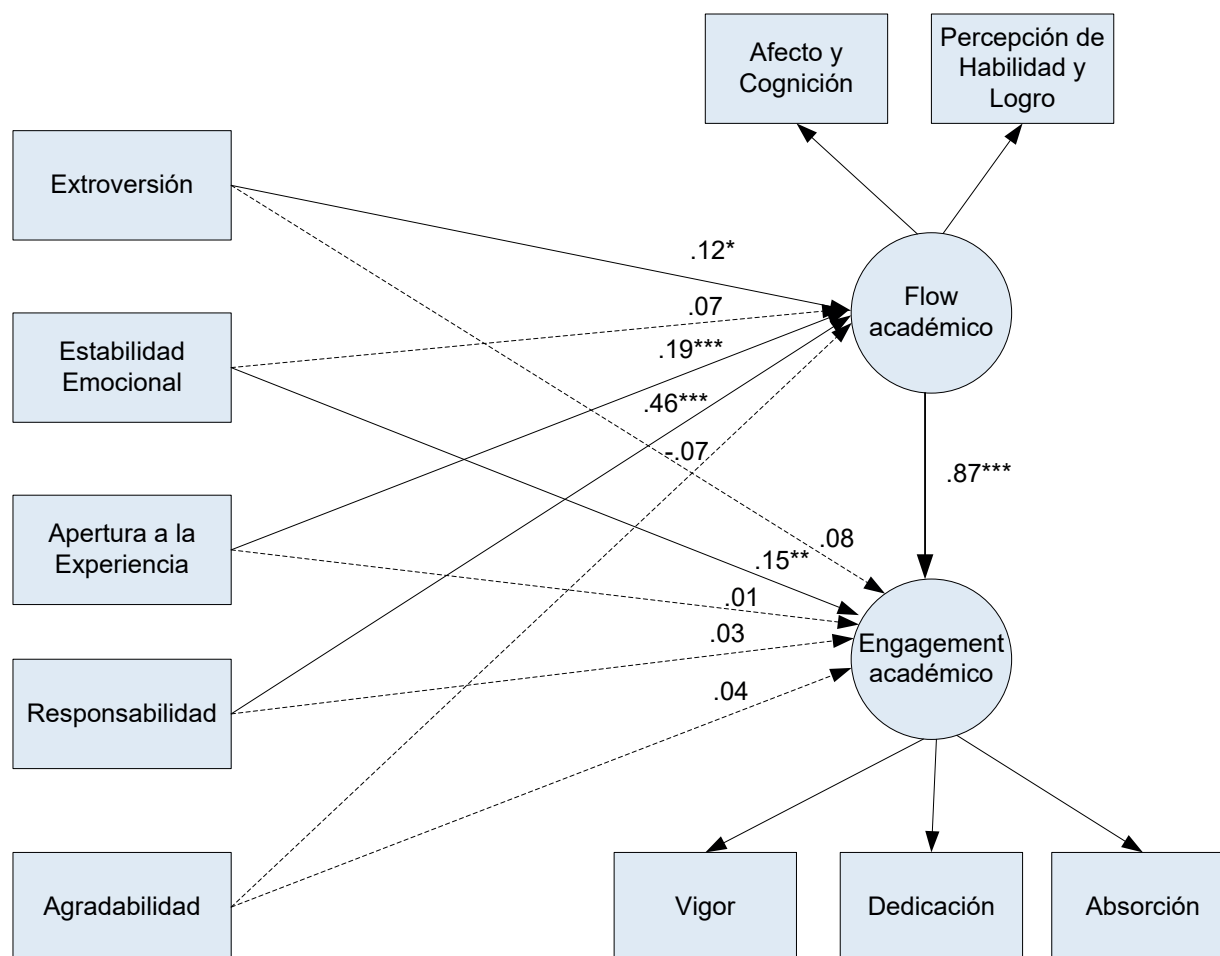 Afecto y
Cognición
Percepción de
Habilidad y
Logro
Extroversión
.12*
Flow
académico
Estabilidad
Emocional
.07
.19***
.46***
-.07
.87***
Apertura a la
Experiencia
.08
.15**
.01
.03
Engagement
académico
Responsabilidad
.04
Agradabilidad
Vigor
Dedicación
Absorción